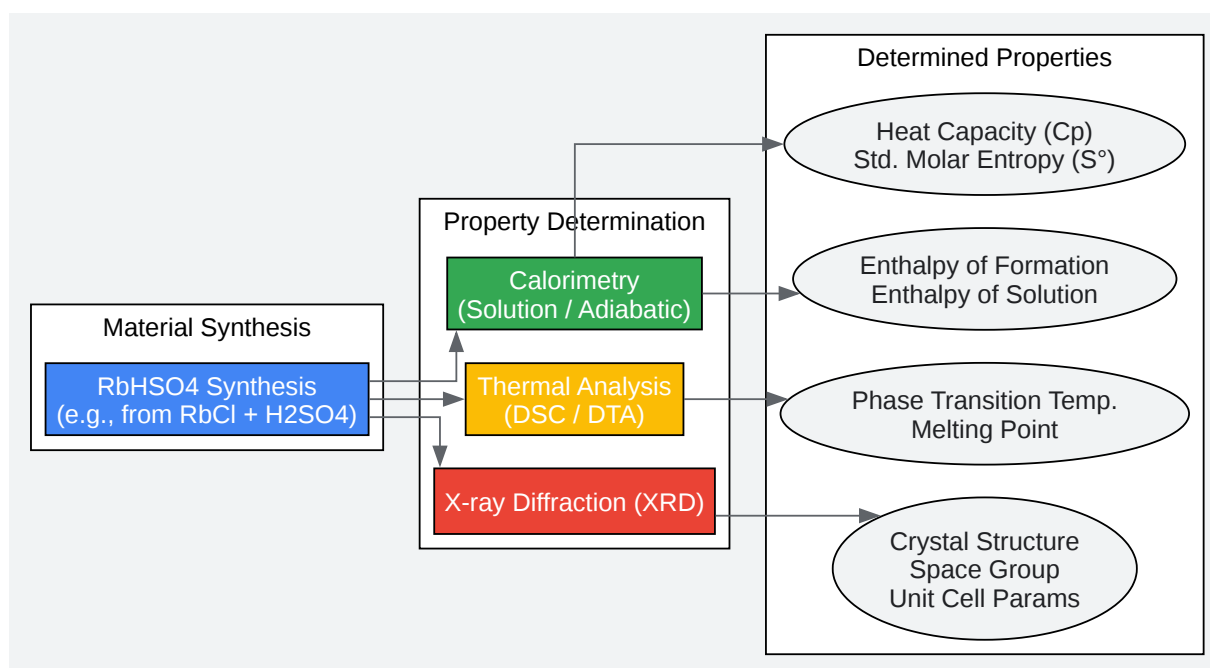 Material Synthesis
RbHSO4 Synthesis
(e.g., from RbCl + H2SO4)
Property Determination
Calorimetry
(Solution / Adiabatic)
Thermal Analysis
(DSC / DTA)
X-ray Diffraction (XRD)
Determined Properties
Heat Capacity (Cp)
Std. Molar Entropy (S°)
Enthalpy of Formation
Enthalpy of Solution
Phase Transition Temp.
Melting Point
Crystal Structure
Space Group
Unit Cell Params